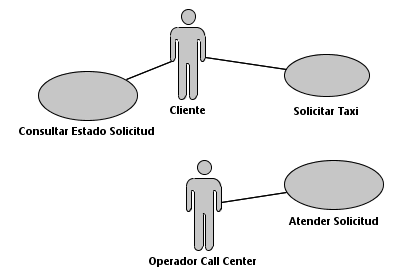 Cliente
Solicitar Taxi
Consultar Estado Solicitud
Atender Solicitud
Operador Call Center